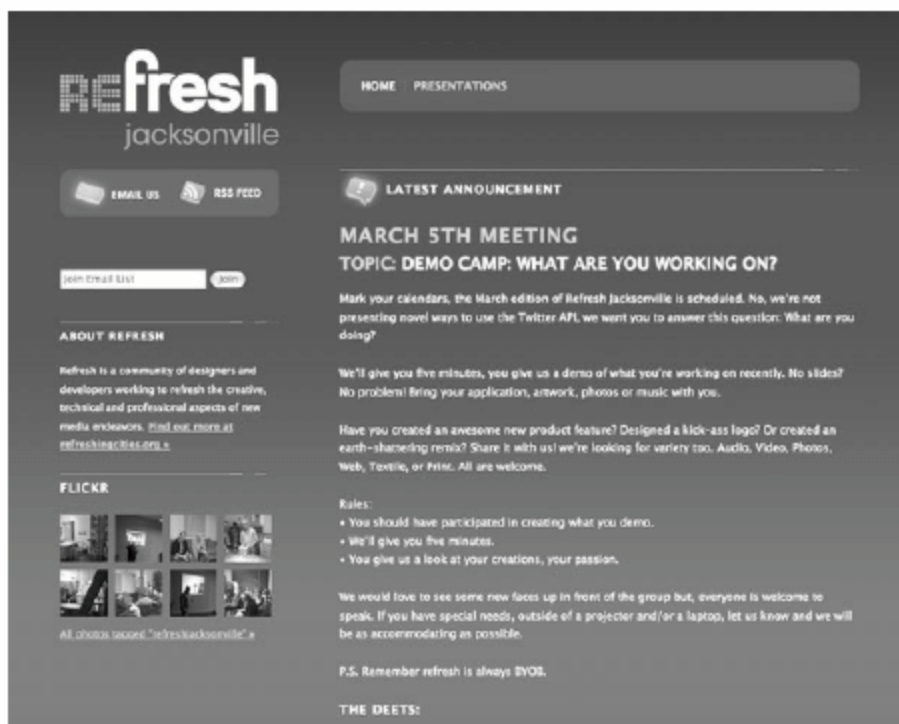 REfresh
jacksonville
EMAIL US
RSS FEED
Join Email List
Join
ABOUT REFRESH
Refresh is a community of designers and
developers working to refresh the creative,
technical and professional aspects of new
media endeavors. Find out more at
refreshingcities.org »
FLICKR
All photos tagged "refreshjacksonville" »
HOME
PRESENTATIONS
LATEST ANNOUNCEMENT
MARCH 5TH MEETING
TOPIC: DEMO CAMP: WHAT ARE YOU WORKING ON?
Mark your calendars, the March edition of Refresh Jacksonville is scheduled. No, we're not
presenting novel ways to use the Twitter API, we want you to answer this question: What are you
doing?
We'll give you five minutes, you give us a demo of what you're working on recently. No slides?
No problem! Bring your application, artwork, photos or music with you.
Have you created an awesome new product feature? Designed a kick-ass logo? Or created an
earth-shattering remix? Share it with us! we're looking for variety too. Audio, Video, Photos,
Web, Textile, or Print. All are welcome.
Rules:
• You should have participated in creating what you demo.
• We'll give you five minutes.
• You give us a look at your creations, your passion.
We would love to see some new faces up in front of the group but, everyone is welcome to
speak. If you have special needs, outside of a projector and/or a laptop, let us know and we will
be as accommodating as possible.
P.S. Remember refresh is always BYOB.
THE DEETS: